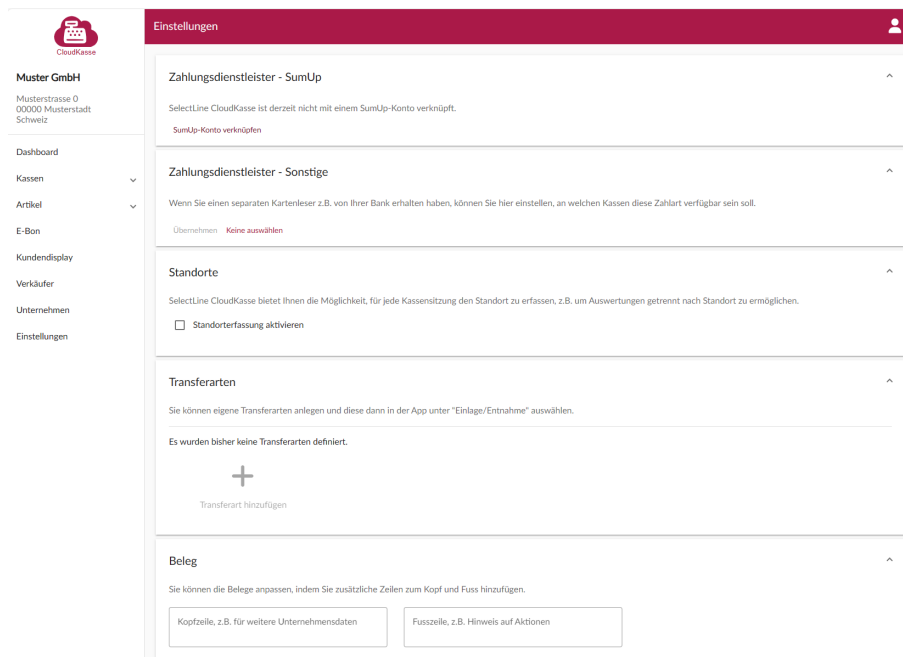 CloudKasse
Einstellungen
Muster GmbH
Musterstrasse 0
00000 Musterstadt
Schweiz
Dashboard
Kassen
Artikel
E-Bon
Kundendisplay
Verkäufer
Unternehmen
Einstellungen
Zahlungsdienstleister - SumUp
SelectLine CloudKasse ist derzeit nicht mit einem SumUp-Konto verknüpft.
SumUp-Konto verknüpfen
Zahlungsdienstleister - Sonstige
Wenn Sie einen separaten Kartenleser z.B. von Ihrer Bank erhalten haben, können Sie hier einstellen, an welchen Kassen diese Zahlart verfügbar sein soll.
Übernehmen Keine auswählen
Standorte
SelectLine CloudKasse bietet Ihnen die Möglichkeit, für jede Kassensitzung den Standort zu erfassen, z.B. um Auswertungen getrennt nach Standort zu ermöglichen.
Standorterfassung aktivieren
Transferarten
Sie können eigene Transferarten anlegen und diese dann in der App unter "Einlage/Entnahme" auswählen.
Es wurden bisher keine Transferarten definiert.
Transferart hinzufügen
Beleg
Sie können die Belege anpassen, indem Sie zusätzliche Zeilen zum Kopf und Fuss hinzufügen.
Kopfzeile, z.B. für weitere Unternehmensdaten
Fusszeile, z.B. Hinweis auf Aktionen